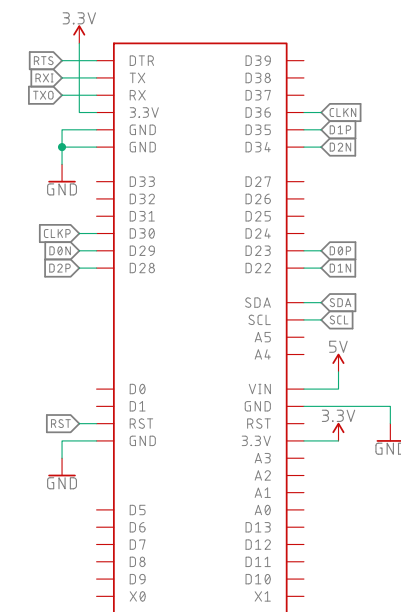 3.3V
RTS DTR D39
RXI TX D38
TXO RX D37
3.3V D36 CLKN
GND D35 D1P
GND D34 D2N
GND D33 D27
D32 D26
D31 D25
CLKP D30 D24
D0N D29 D23 D0P
D2P D28 D22 D1N
SDA SDA
SCL SCL
A5
5V
A4
D0 VIN
D1 GND
3.3V
RST RST RST
GND 3.3V GND
A3
GND A2
A1
D5 A0
D6 D13
D7 D12
D8 D11
D9 D10
X0 X1